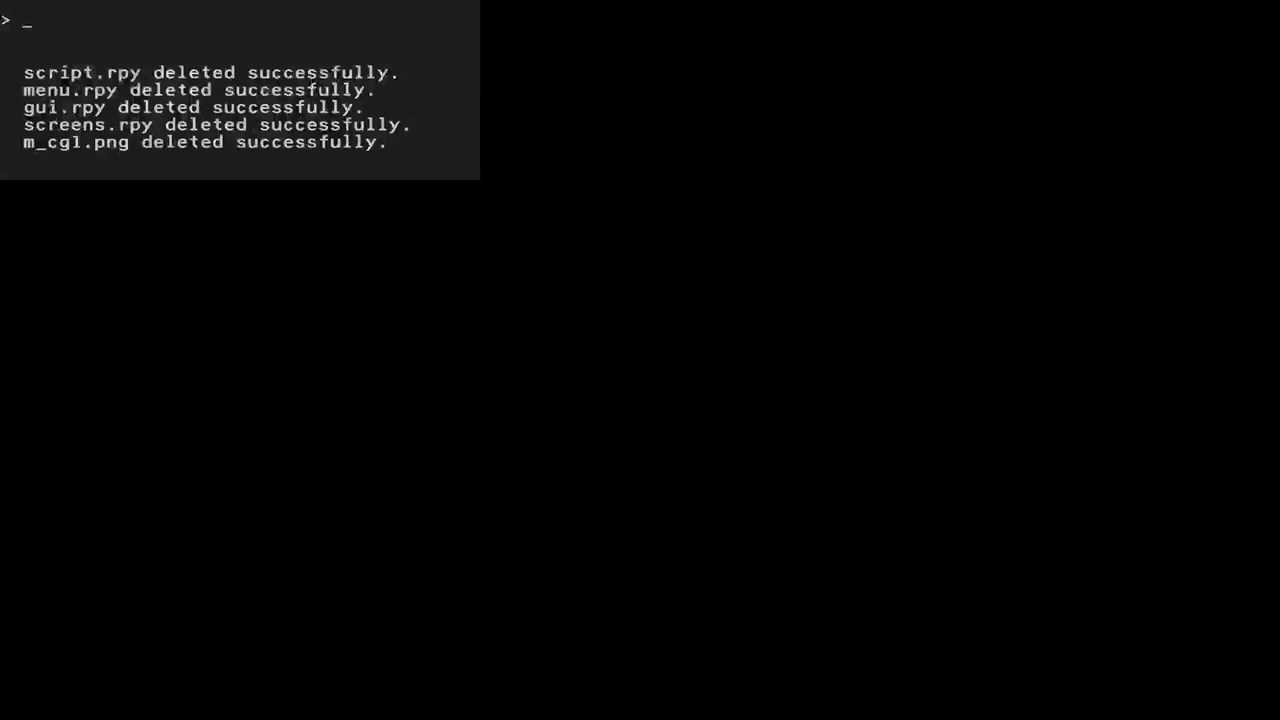 > _
script.rpy deleted successfully.
menu.rpy deleted successfully.
gui.rpy deleted successfully.
screens.rpy deleted successfully.
m_cg1.png deleted successfully.